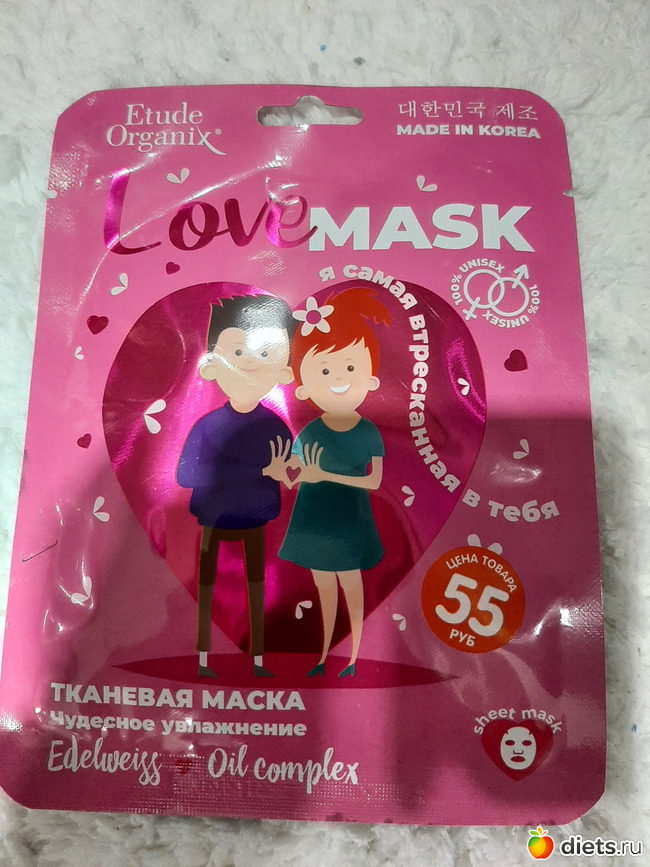 Etude
Organix®
대한민국 제조
MADE IN KOREA
Love MASK
я самая втресканная в тебя
100% UNISEX
100% UNISEX
ЦЕНА ТОВАРА
55
РУБ
ТКАНЕВАЯ МАСКА
Чудесное увлажнение
Edelweiss Oil complex
sheet mask
diets.ru